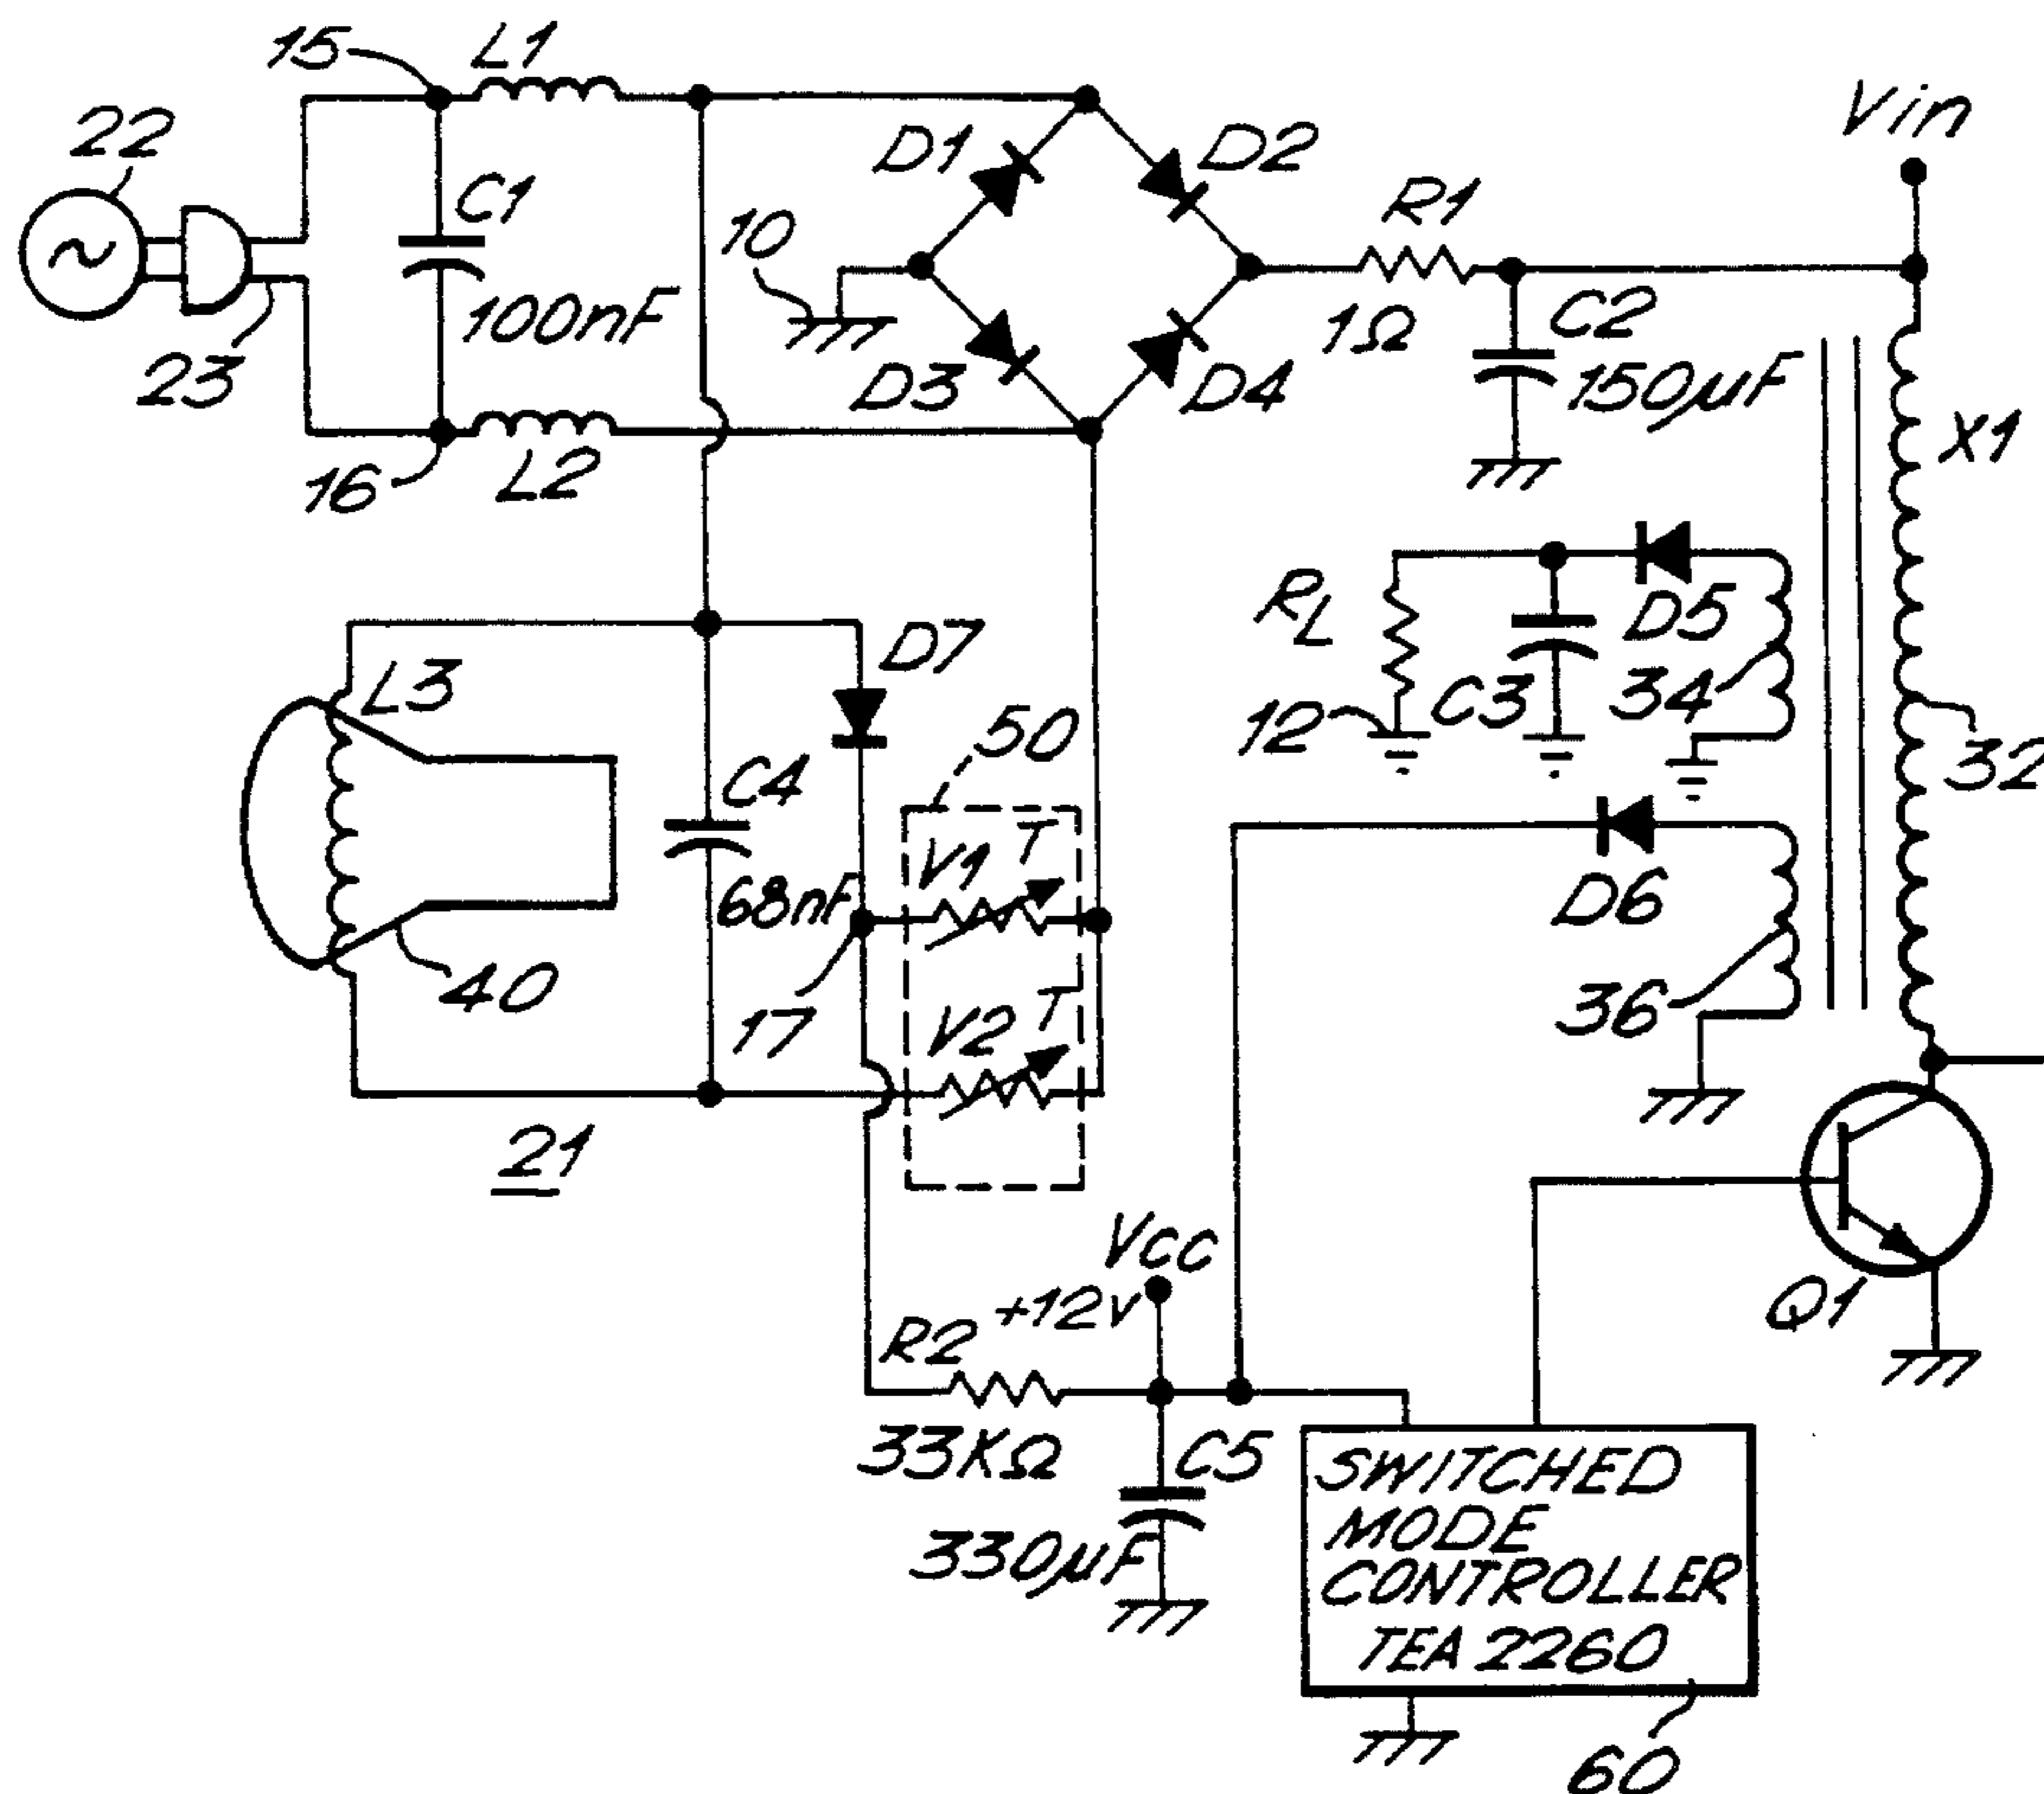 15
L1
22
C1
100nF
23
16
L2
D1
D2
10
D3
D4
R1
1Ω
Vin
C2
150µF
X1
RL
D5
C3
34
12
32
L3
D7
50
C4
68nF
V1
T
40
17
V2
T
D6
36
21
VCC
+12v
R2
33KΩ
C5
330µF
Q1
SWITCHED
MODE
CONTROLLER
TEA 2260
60